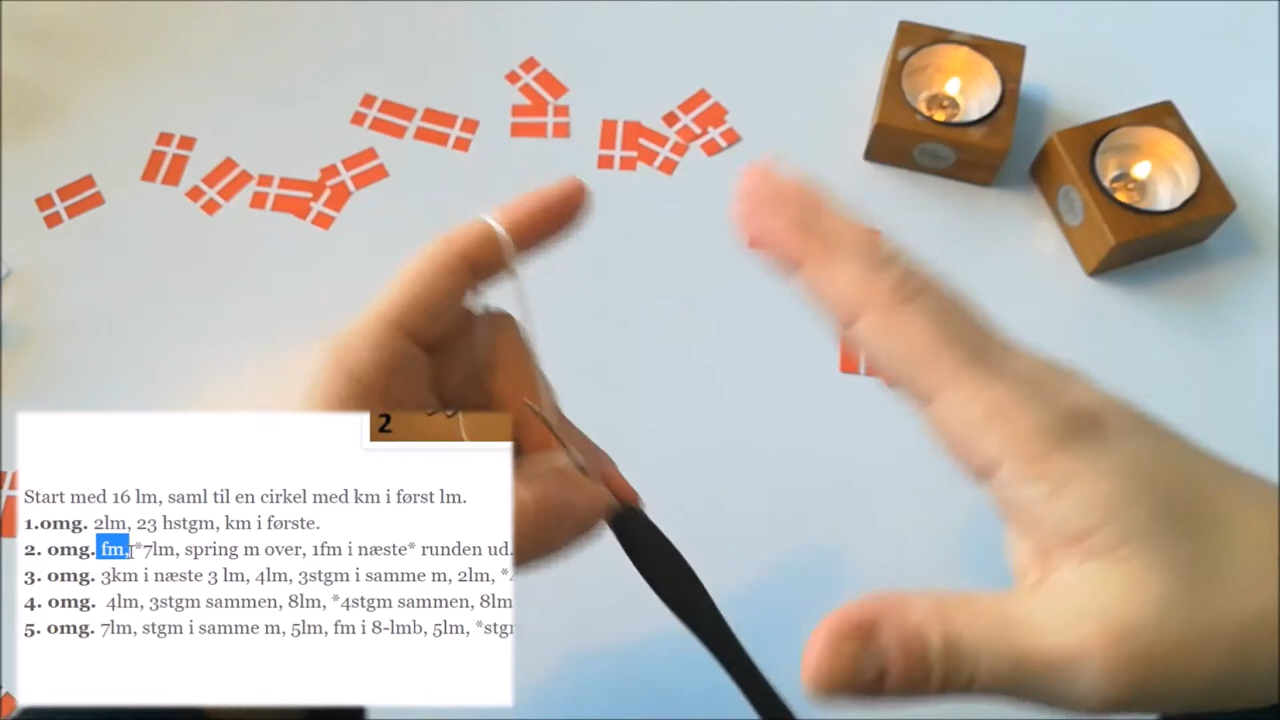 2
Start med 16 lm, saml til en cirkel med km i først lm.
1.omg. 2lm, 23 hstgm, km i første.
2. omg. fm, *7lm, spring m over, 1fm i næste* runden ud.
3. omg. 3km i næste 3 lm, 4lm, 3stgm i samme m, 2lm, *4
4. omg. 4lm, 3stgm sammen, 8lm, *4stgm sammen, 8lm
5. omg. 7lm, stgm i samme m, 5lm, fm i 8-lmb, 5lm, *stgm